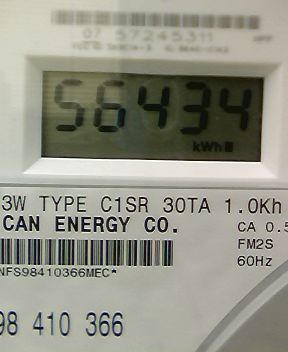 07 57245311
56434
kWh
3W TYPE C1SR 30TA 1.0Kh
CAN ENERGY CO.
CA 0.5
FM2S
60Hz
NFS98410366MEC*
98 410 366